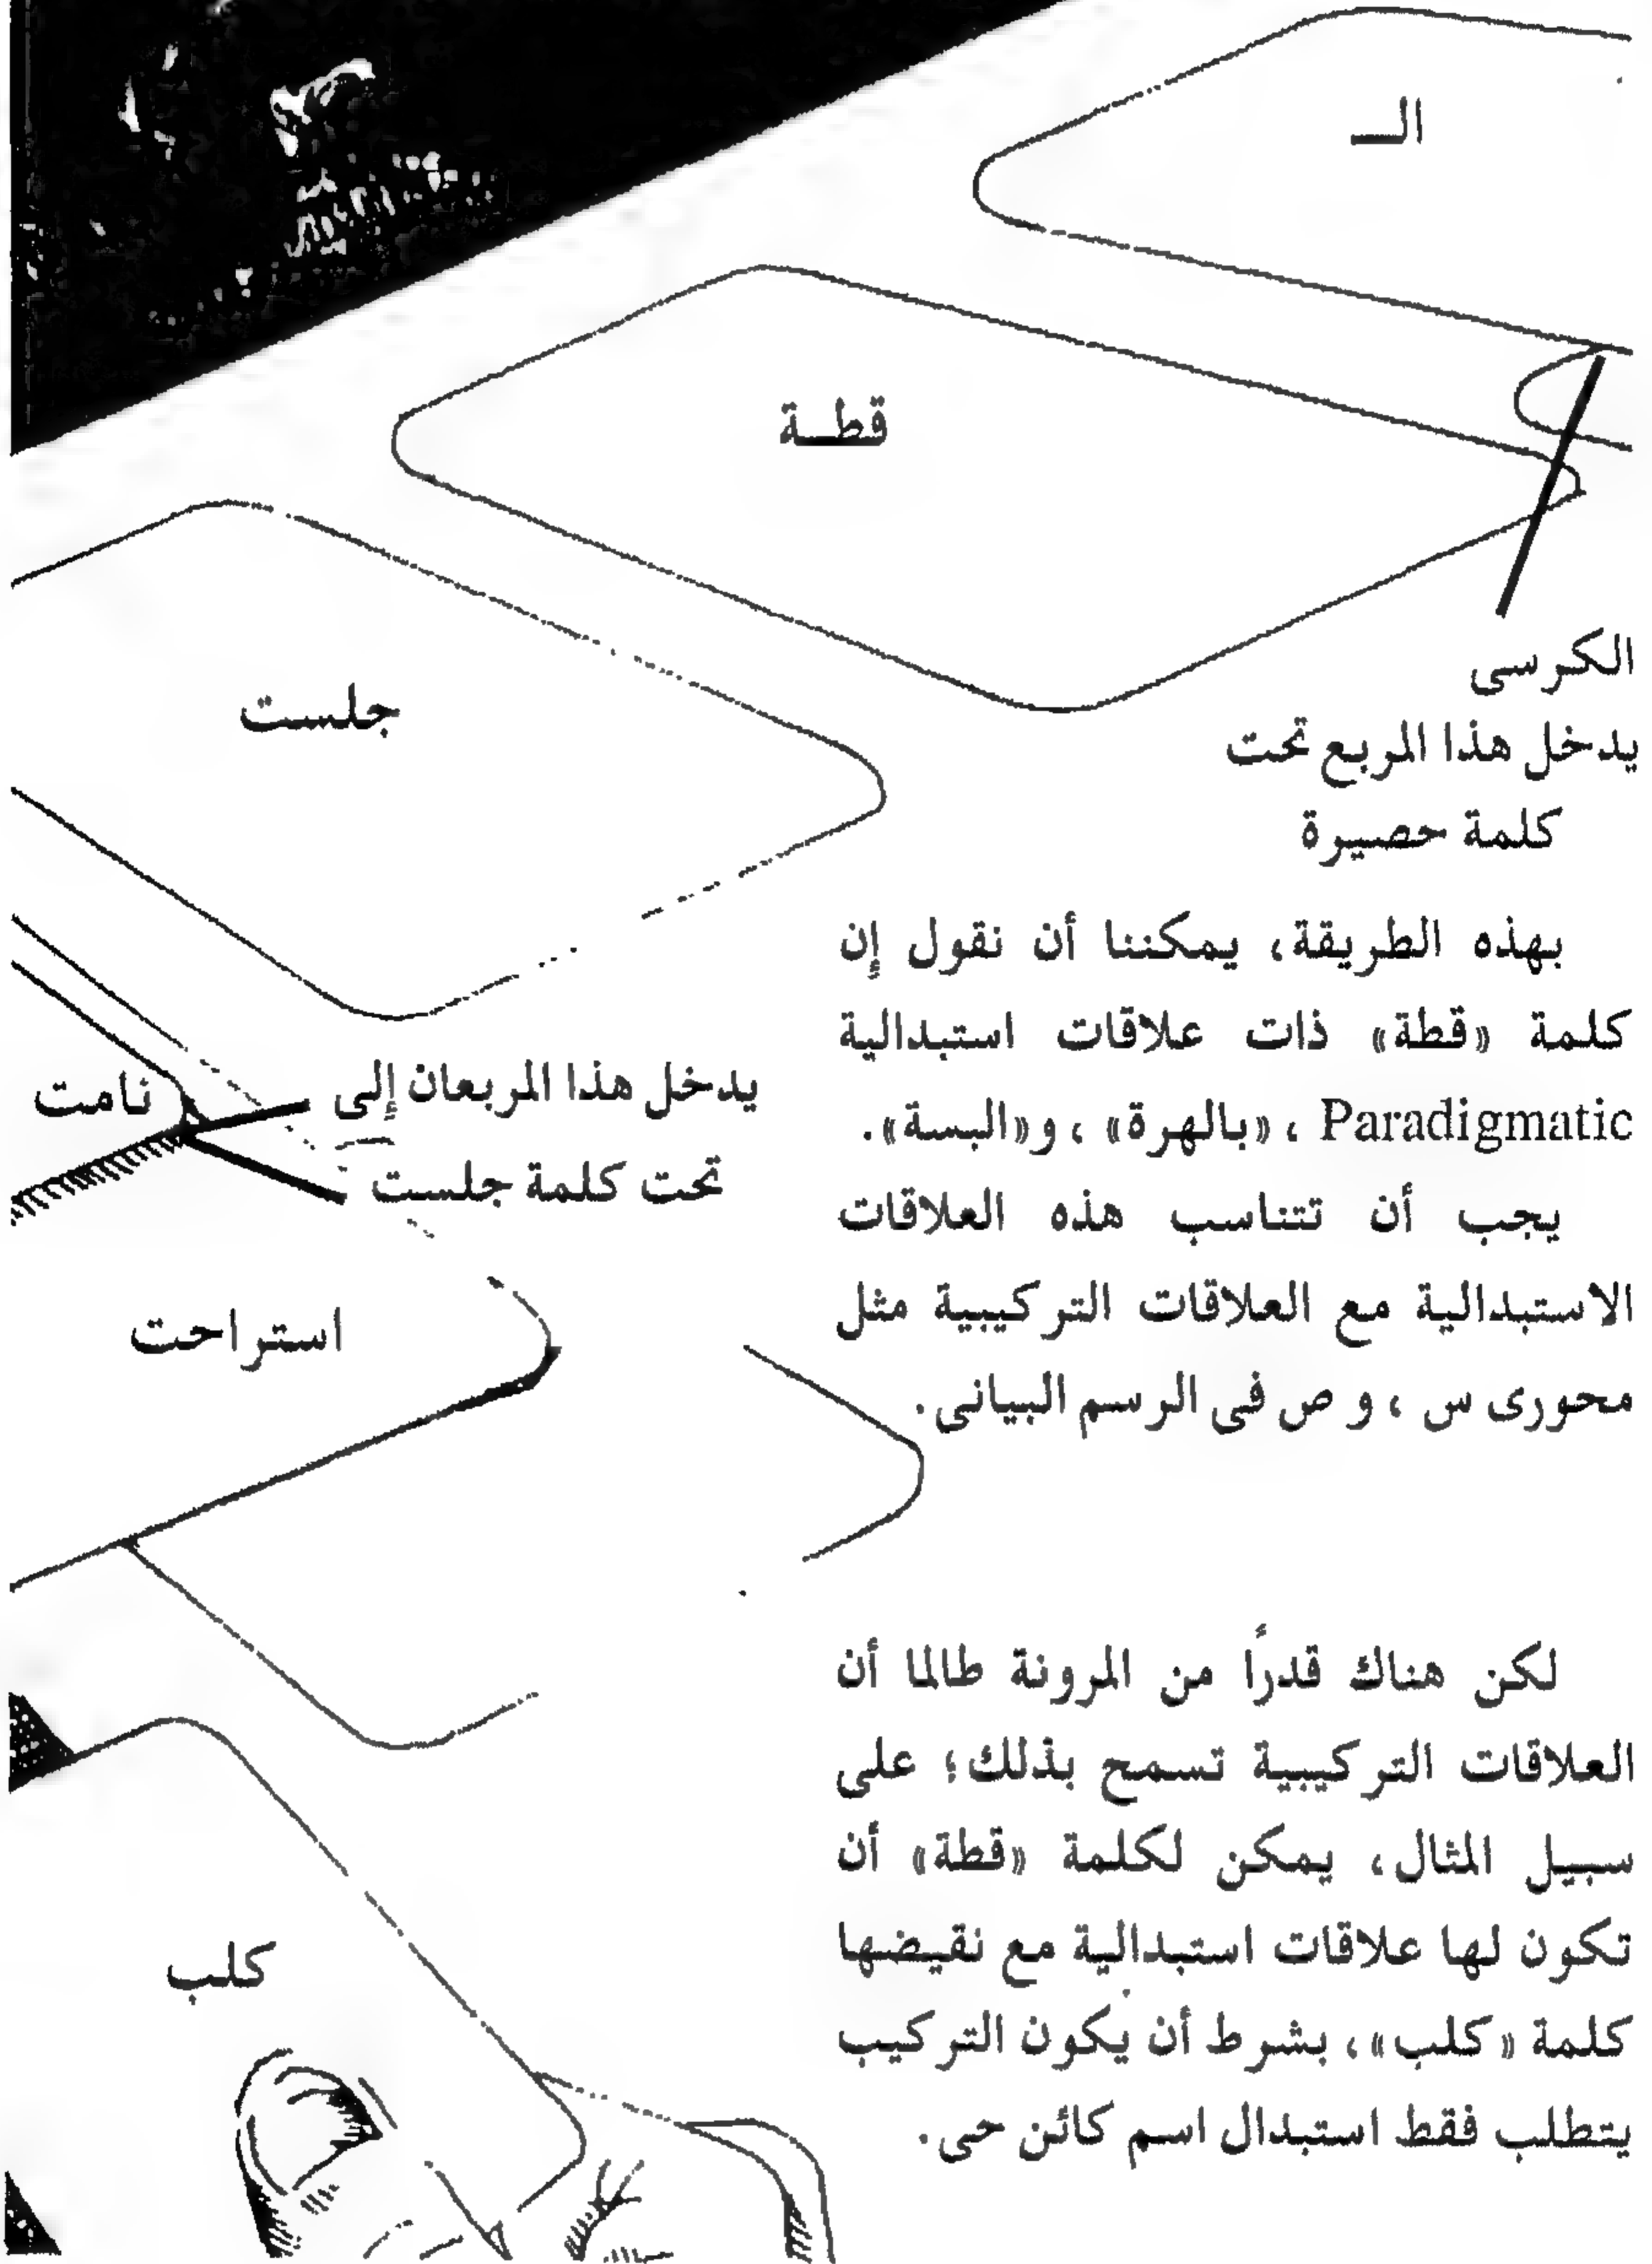 الـ
قطـة
جلست
الكرسى
يدخل هذا المربع تحت
كلمة حصيرة
بهذه الطريقة، يمكننا أن نقول إن
كلمة «قطة» ذات علاقات استبدالية
Paradigmatic ، «بالهرة» ، و«البسة».
يجب أن تتناسب هذه العلاقات
الاستبدالية مع العلاقات التركيبية مثل
محورى س ، و ص فى الرسم البيانى.
نامت
يدخل هذا المربعان إلى
تحت كلمة جلست
استراحت
لكن هناك قدرًا من المرونة طالما أن
العلاقات التركيبية تسمح بذلك؛ على
سبيل المثال، يمكن لكلمة «قطة» أن
تكون لها علاقات استبدالية مع نقيضها
كلمة «كلب»، بشرط أن يكون التركيب
يتطلب فقط استبدال اسم كائن حى.
كلب